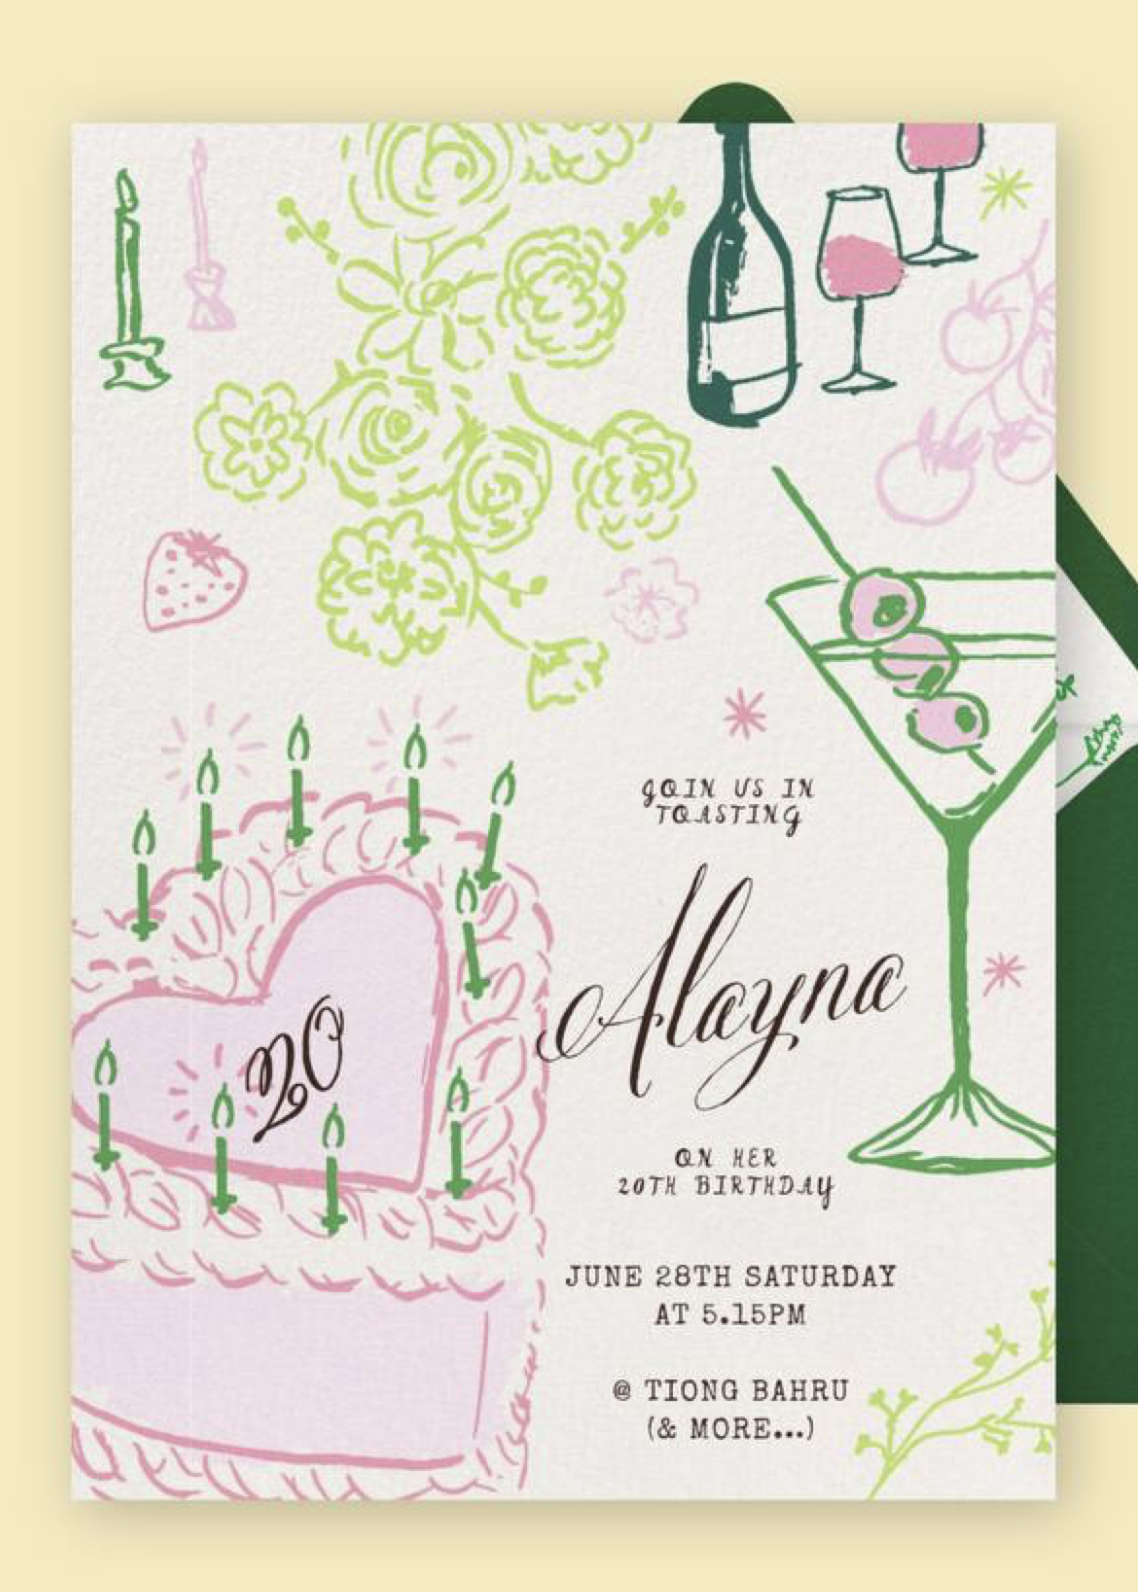 JOIN US IN
TOASTING
Alayna
20
ON HER
20TH BIRTHDAY
JUNE 28TH SATURDAY
AT 5.15PM
@ TIONG BAHRU
(& MORE...)